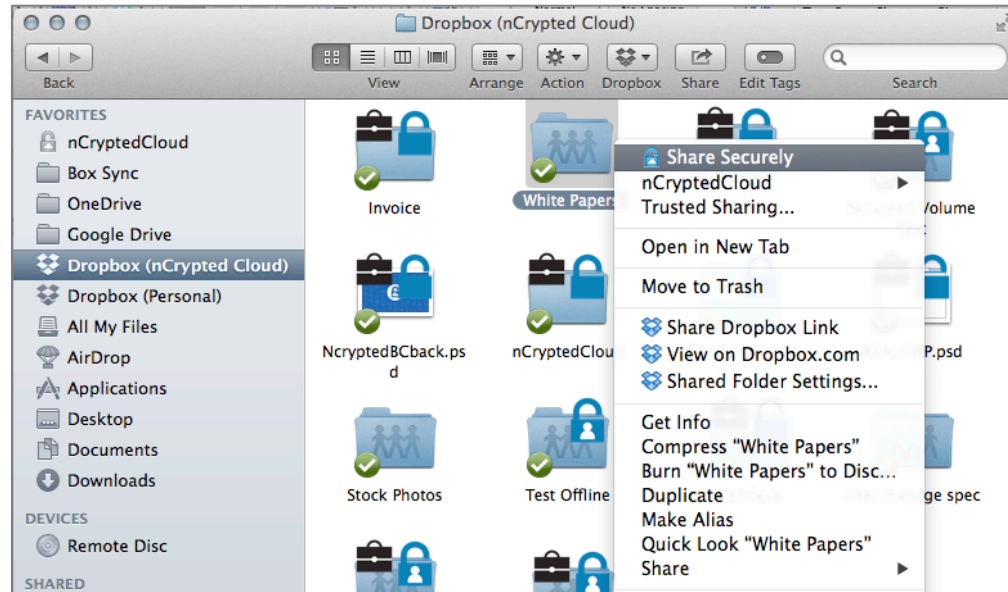 Dropbox (nCrypted Cloud)
Back
View
Arrange
Action
Dropbox
Share
Edit Tags
Search
FAVORITES
nCryptedCloud
Box Sync
OneDrive
Google Drive
Dropbox (nCrypted Cloud)
Dropbox (Personal)
All My Files
AirDrop
Applications
Desktop
Documents
Downloads
DEVICES
Remote Disc
SHARED
Invoice
White Papers
Volume
NcryptedBCback.ps
d
nCryptedClou
P.psd
Stock Photos
Test Offline
ge spec
Share Securely
nCryptedCloud
Trusted Sharing...
Open in New Tab
Move to Trash
Share Dropbox Link
View on Dropbox.com
Shared Folder Settings...
Get Info
Compress “White Papers”
Burn “White Papers” to Disc...
Duplicate
Make Alias
Quick Look “White Papers”
Share